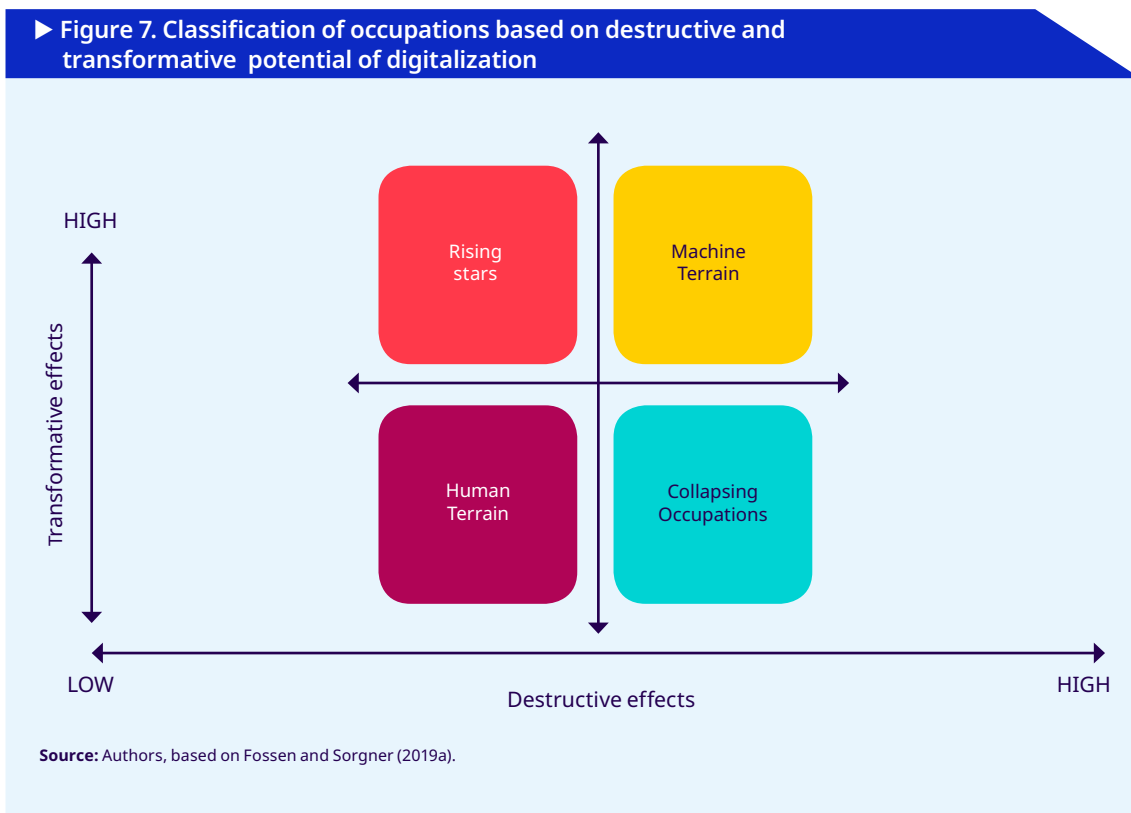 ▶ Figure 7. Classification of occupations based on destructive and
transformative potential of digitalization
HIGH
Transformative effects
Rising
stars
Machine
Terrain
Human
Terrain
Collapsing
Occupations
LOW
Destructive effects
HIGH
Source: Authors, based on Fossen and Sorgner (2019a).